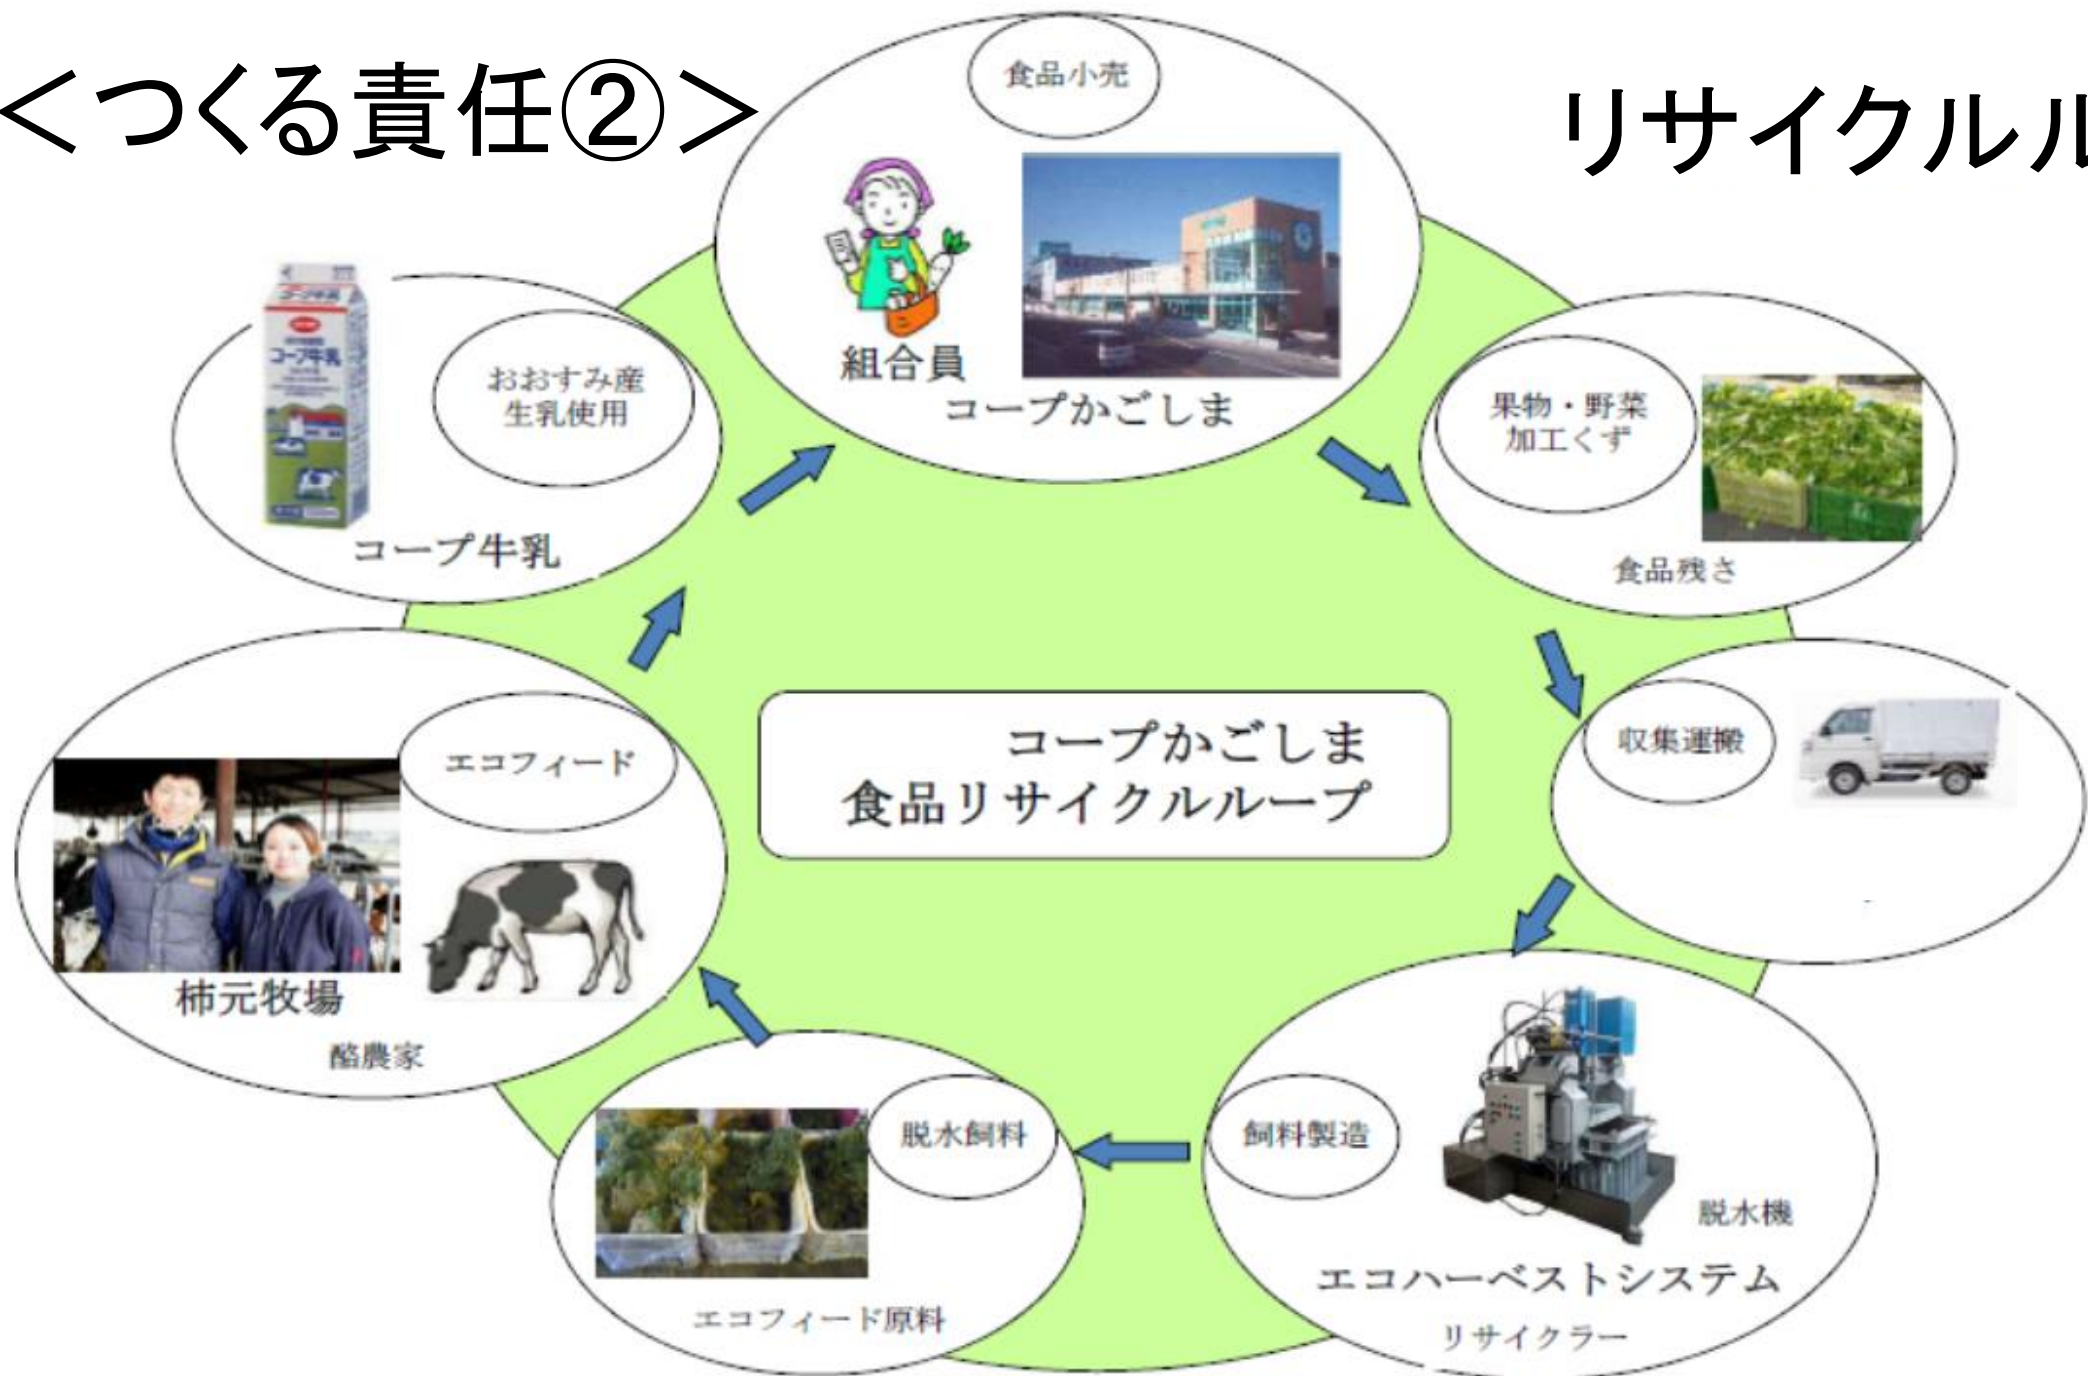 ＜つくる責任②＞
リサイクルル
食品小売
組合員
コープかごしま
果物・野菜
加工くず
食品残さ
収集運搬
飼料製造
脱水機
エコハーベストシステム
リサイクラー
脱水飼料
エコフィード原料
エコフィード
柿元牧場
酪農家
おおすみ産
生乳使用
コープ牛乳
コープ牛乳
コープかごしま
食品リサイクルループ